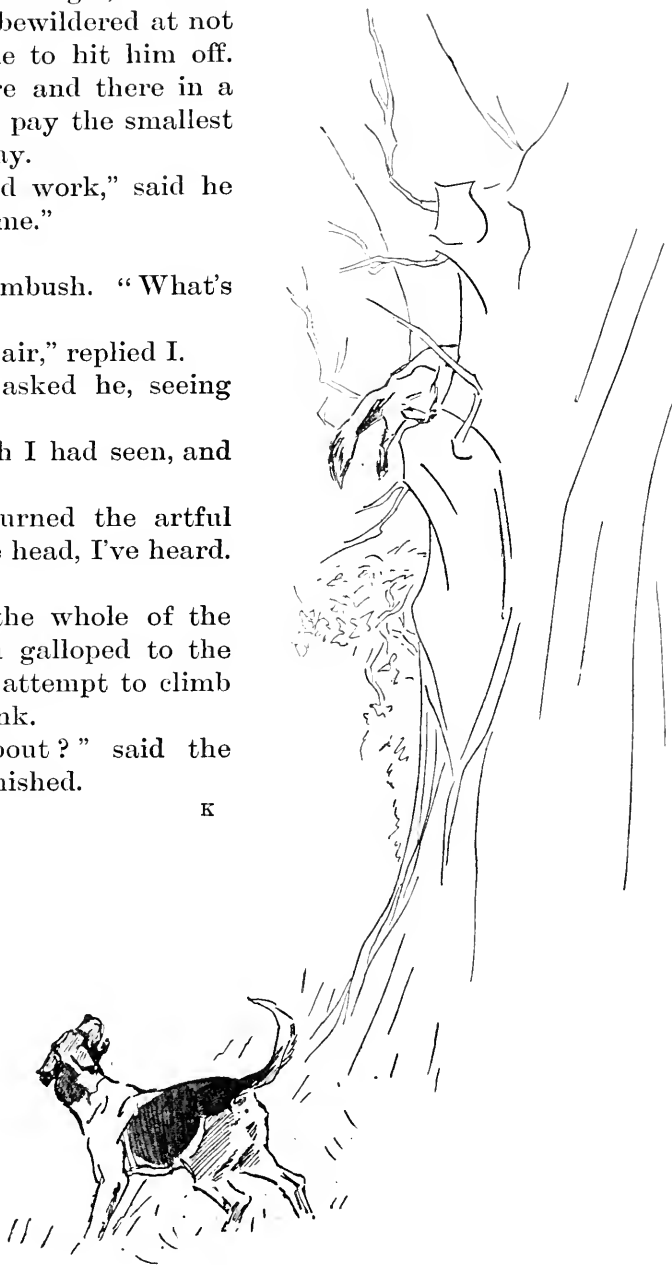 bewildered at not
e to hit him off.
re and there in a
pay the smallest
ay.
d work,” said he
me.”
mbush. “What's
air,” replied I.
asked he, seeing
h I had seen, and
urned the artful
e head, I've heard.
the whole of the
galloped to the
attempt to climb
nk.
bout?” said the
nished.
K